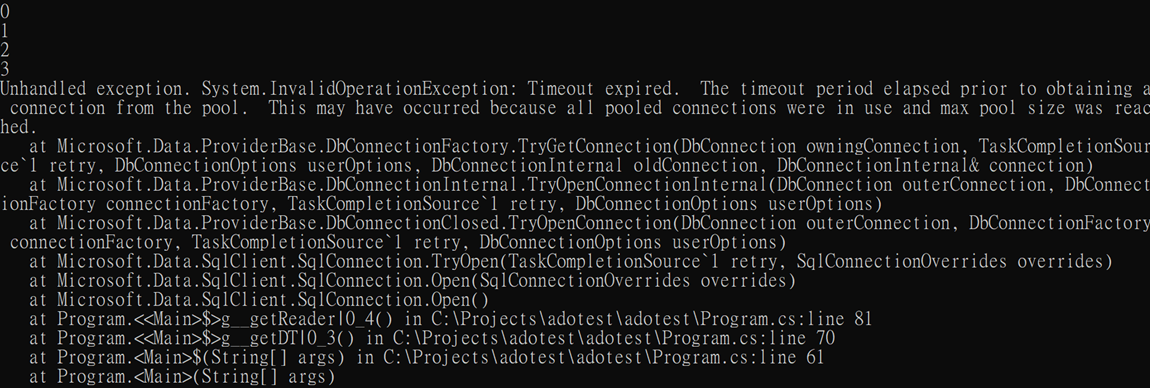 0
1
2
3
Unhandled exception. System.InvalidOperationException: Timeout expired.  The timeout period elapsed prior to obtaining a
 connection from the pool.  This may have occurred because all pooled connections were in use and max pool size was reac
hed.
   at Microsoft.Data.ProviderBase.DbConnectionFactory.TryGetConnection(DbConnection owningConnection, TaskCompletionSour
ce`1 retry, DbConnectionOptions userOptions, DbConnectionInternal oldConnection, DbConnectionInternal& connection)
   at Microsoft.Data.ProviderBase.DbConnectionInternal.TryOpenConnectionInternal(DbConnection outerConnection, DbConnect
ionFactory connectionFactory, TaskCompletionSource`1 retry, DbConnectionOptions userOptions)
   at Microsoft.Data.ProviderBase.DbConnectionClosed.TryOpenConnection(DbConnection outerConnection, DbConnectionFactory
 connectionFactory, TaskCompletionSource`1 retry, DbConnectionOptions userOptions)
   at Microsoft.Data.SqlClient.SqlConnection.TryOpen(TaskCompletionSource`1 retry, SqlConnectionOverrides overrides)
   at Microsoft.Data.SqlClient.SqlConnection.Open(SqlConnectionOverrides overrides)
   at Microsoft.Data.SqlClient.SqlConnection.Open()
   at Program.<<Main>$>g__getReader|0_4() in C:\Projects\adotest\adotest\Program.cs:line 81
   at Program.<<Main>$>g__getDT|0_3() in C:\Projects\adotest\adotest\Program.cs:line 70
   at Program.<Main>$(String[] args) in C:\Projects\adotest\adotest\Program.cs:line 61
   at Program.<Main>(String[] args)